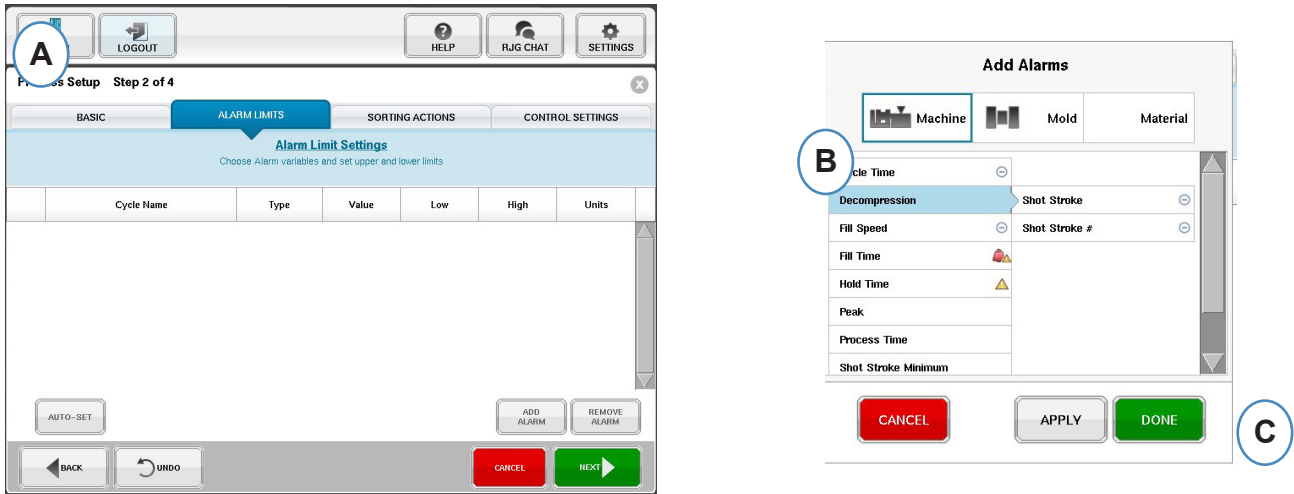 A
LOGOUT
HELP
RJG CHAT
SETTINGS
Setup Step 2 of 4
BASIC
ALARM LIMITS
SORTING ACTIONS
CONTROL SETTINGS
Alarm Limit Settings
Choose Alarm variables and set upper and lower limits
Cycle Name Type Value Low High Units
AUTO-SET
ADD
ALARM
REMOVE
ALARM
BACK
UNDO
CANCEL
NEXT
Add Alarms
Machine Mold Material
B
Time
Decompression Shot Stroke
Fill Speed Shot Stroke #
Fill Time
Hold Time
Peak
Process Time
Shot Stroke Minimum
CANCEL
APPLY
DONE
C